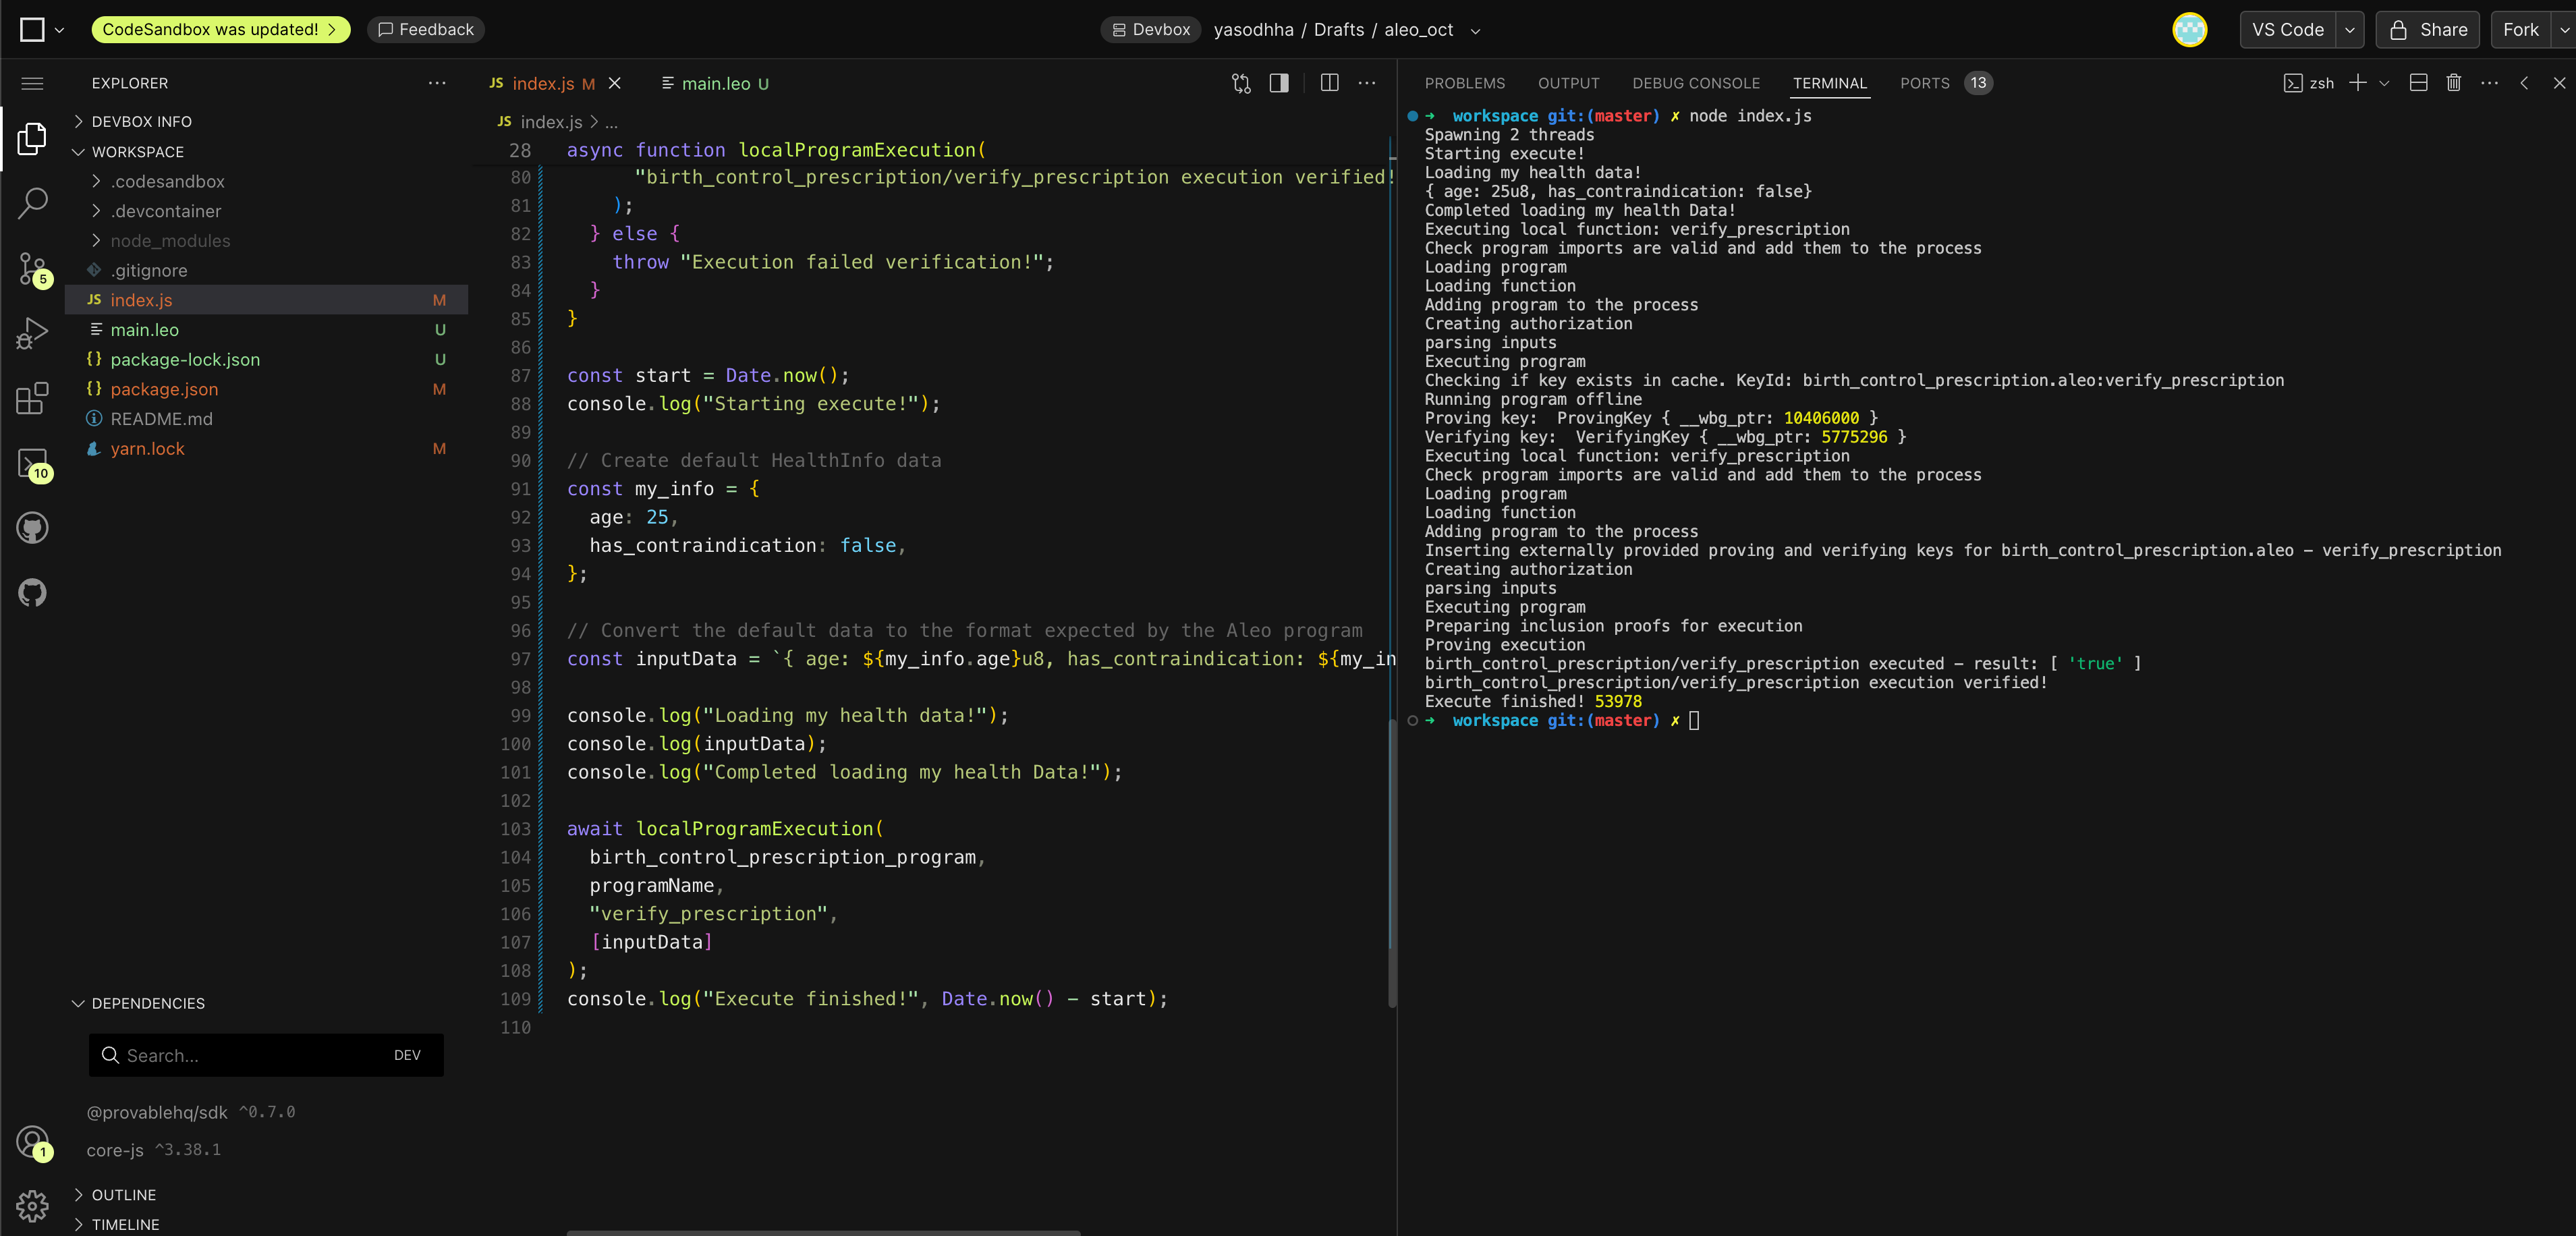 CodeSandbox was updated! >
Feedback
Devbox
yasodhha / Drafts / aleo_oct
VS Code
Share
Fork
EXPLORER
DEVBOX INFO
WORKSPACE
.codesandbox
.devcontainer
node_modules
.gitignore
JS index.js M
main.leo U
{} package-lock.json U
{} package.json M
README.md
yarn.lock M
5
10
1
DEPENDENCIES
Search... DEV
@provablehq/sdk ^0.7.0
core-js ^3.38.1
OUTLINE
TIMELINE
JS index.js M
main.leo U
JS index.js > ...
28 async function localProgramExecution(
80 "birth_control_prescription/verify_prescription execution verified!
81 );
82 } else {
83 throw "Execution failed verification!";
84 }
85 }
86
87 const start = Date.now();
88 console.log("Starting execute!");
89
90 // Create default HealthInfo data
91 const my_info = {
92 age: 25,
93 has_contraindication: false,
94 };
95
96 // Convert the default data to the format expected by the Aleo program
97 const inputData = `{ age: ${my_info.age}u8, has_contraindication: ${my_in
98
99 console.log("Loading my health data!");
100 console.log(inputData);
101 console.log("Completed loading my health Data!");
102
103 await localProgramExecution(
104 birth_control_prescription_program,
105 programName,
106 "verify_prescription",
107 [inputData]
108 );
109 console.log("Execute finished!", Date.now() - start);
110
PROBLEMS OUTPUT DEBUG CONSOLE TERMINAL PORTS 13
zsh
➜ workspace git:(master) ✗ node index.js
Spawning 2 threads
Starting execute!
Loading my health data!
{ age: 25u8, has_contraindication: false}
Completed loading my health Data!
Executing local function: verify_prescription
Check program imports are valid and add them to the process
Loading program
Loading function
Adding program to the process
Creating authorization
parsing inputs
Executing program
Checking if key exists in cache. KeyId: birth_control_prescription.aleo:verify_prescription
Running program offline
Proving key:  ProvingKey { __wbg_ptr: 10406000 }
Verifying key:  VerifyingKey { __wbg_ptr: 5775296 }
Executing local function: verify_prescription
Check program imports are valid and add them to the process
Loading program
Loading function
Adding program to the process
Inserting externally provided proving and verifying keys for birth_control_prescription.aleo - verify_prescription
Creating authorization
parsing inputs
Executing program
Preparing inclusion proofs for execution
Proving execution
birth_control_prescription/verify_prescription executed - result: [ 'true' ]
birth_control_prescription/verify_prescription execution verified!
Execute finished! 53978
➜ workspace git:(master) ✗